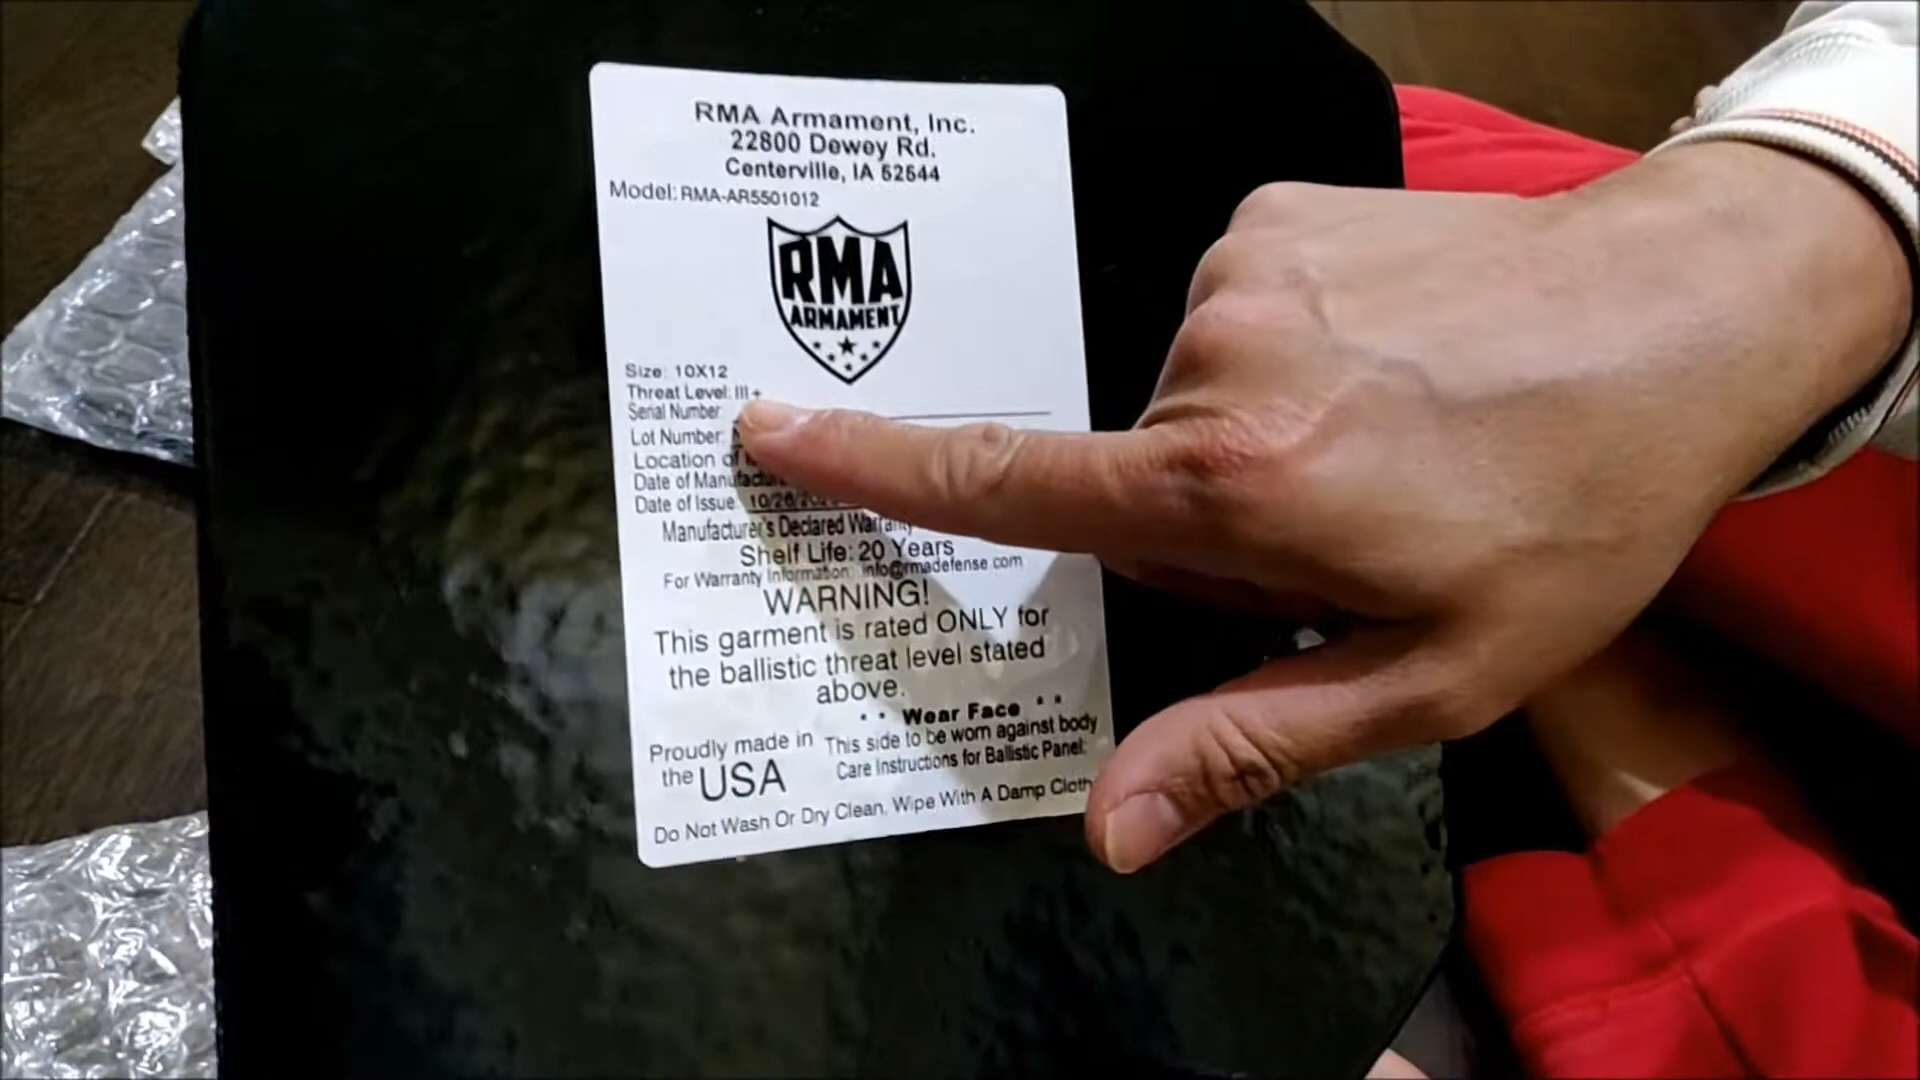 RMA Armament, Inc.
22800 Dewey Rd.
Centerville, IA 52544
Model: RMA-AR5501012
RMA
ARMAMENT
Size: 10X12
Threat Level: III+
Serial Number:
Lot Number:
Location of
Date of Manufacture
Date of Issue: 10/26/
Manufacturer's Declared Warranty
Shelf Life: 20 Years
For Warranty Information: info@rmadefense.com
WARNING!
This garment is rated ONLY for
the ballistic threat level stated
above.
Wear Face
Proudly made in
the USA
This side to be worn against body
Care Instructions for Ballistic Panel:
Do Not Wash Or Dry Clean, Wipe With A Damp Cloth